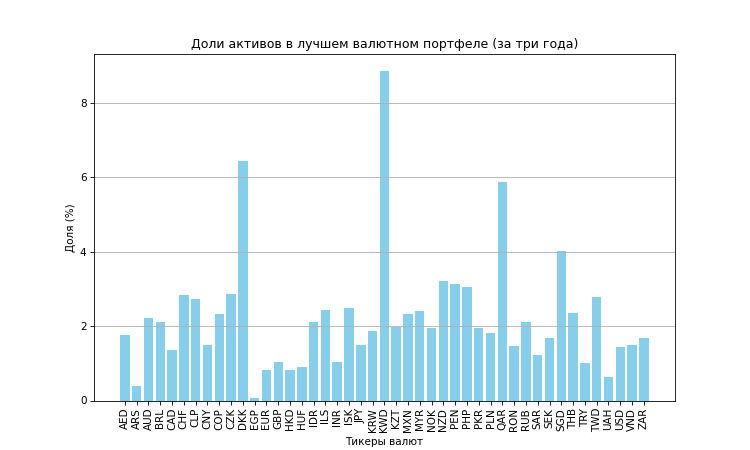 Доли активов в лучшем валютном портфеле (за три года)
Доля (%)
8
6
4
2
0
AED ARS AUD BRL CAD CHF CLP CNY COP CZK DKK EGP EUR GBP HKD HUF IDR ILS INR ISK JPY KRW KWD KZT MXN MYR NOK NZD PEN PHP PKR PLN QAR RON RUB SAR SEK SGD THB TRY TWD UAH USD VND ZAR
Тикеры валют